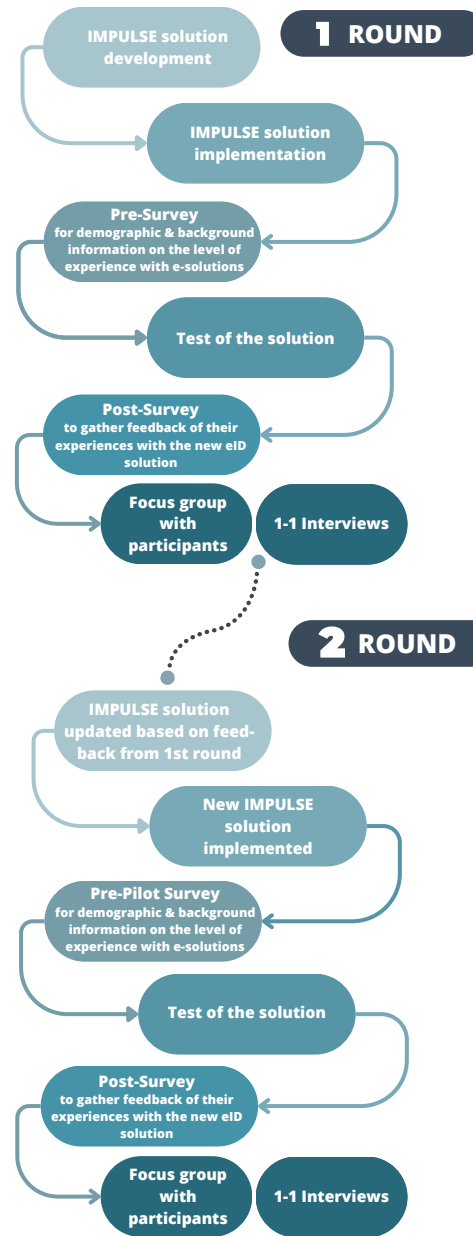 1 ROUND
IMPULSE solution
development
IMPULSE solution
implementation
Pre-Survey
for demographic & background
information on the level of
experience with e-solutions
Test of the solution
Post-Survey
to gather feedback of their
experiences with the new eID
solution
Focus group
with
participants
1-1 Interviews
2 ROUND
IMPULSE solution
updated based on feed-
back from 1st round
New IMPULSE
solution
implemented
Pre-Pilot Survey
for demographic & background
information on the level of
experience with e-solutions
Test of the solution
Post-Survey
to gather feedback of their
experiences with the new eID
solution
Focus group
with
participants
1-1 Interviews